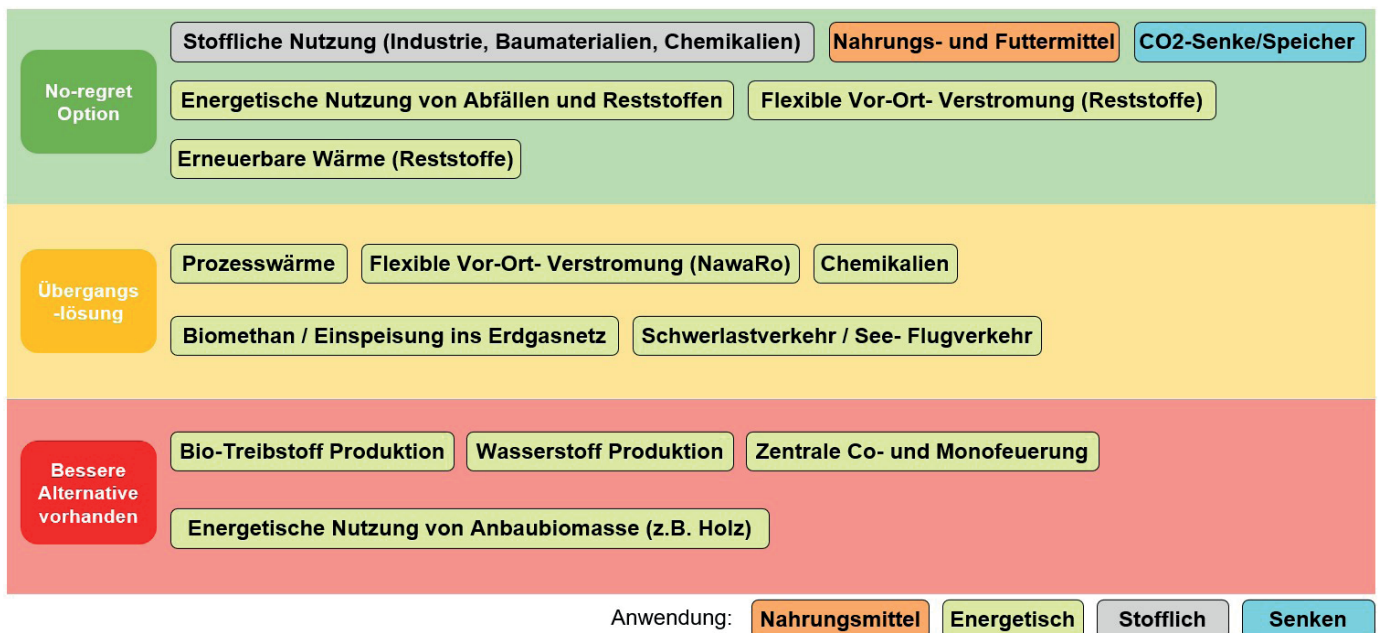 No-regret
Option
Stoffliche Nutzung (Industrie, Baumaterialien, Chemikalien)
Nahrungs- und Futtermittel
CO2-Senke/Speicher
Energetische Nutzung von Abfällen und Reststoffen
Flexible Vor-Ort- Verstromung (Reststoffe)
Erneuerbare Wärme (Reststoffe)
Übergangs
-lösung
Prozesswärme
Flexible Vor-Ort- Verstromung (NawaRo)
Chemikalien
Biomethan / Einspeisung ins Erdgasnetz
Schwerlastverkehr / See- Flugverkehr
Bessere
Alternative
vorhanden
Bio-Treibstoff Produktion
Wasserstoff Produktion
Zentrale Co- und Monofeuerung
Energetische Nutzung von Anbaubiomasse (z.B. Holz)
Anwendung:
Nahrungsmittel
Energetisch
Stofflich
Senken